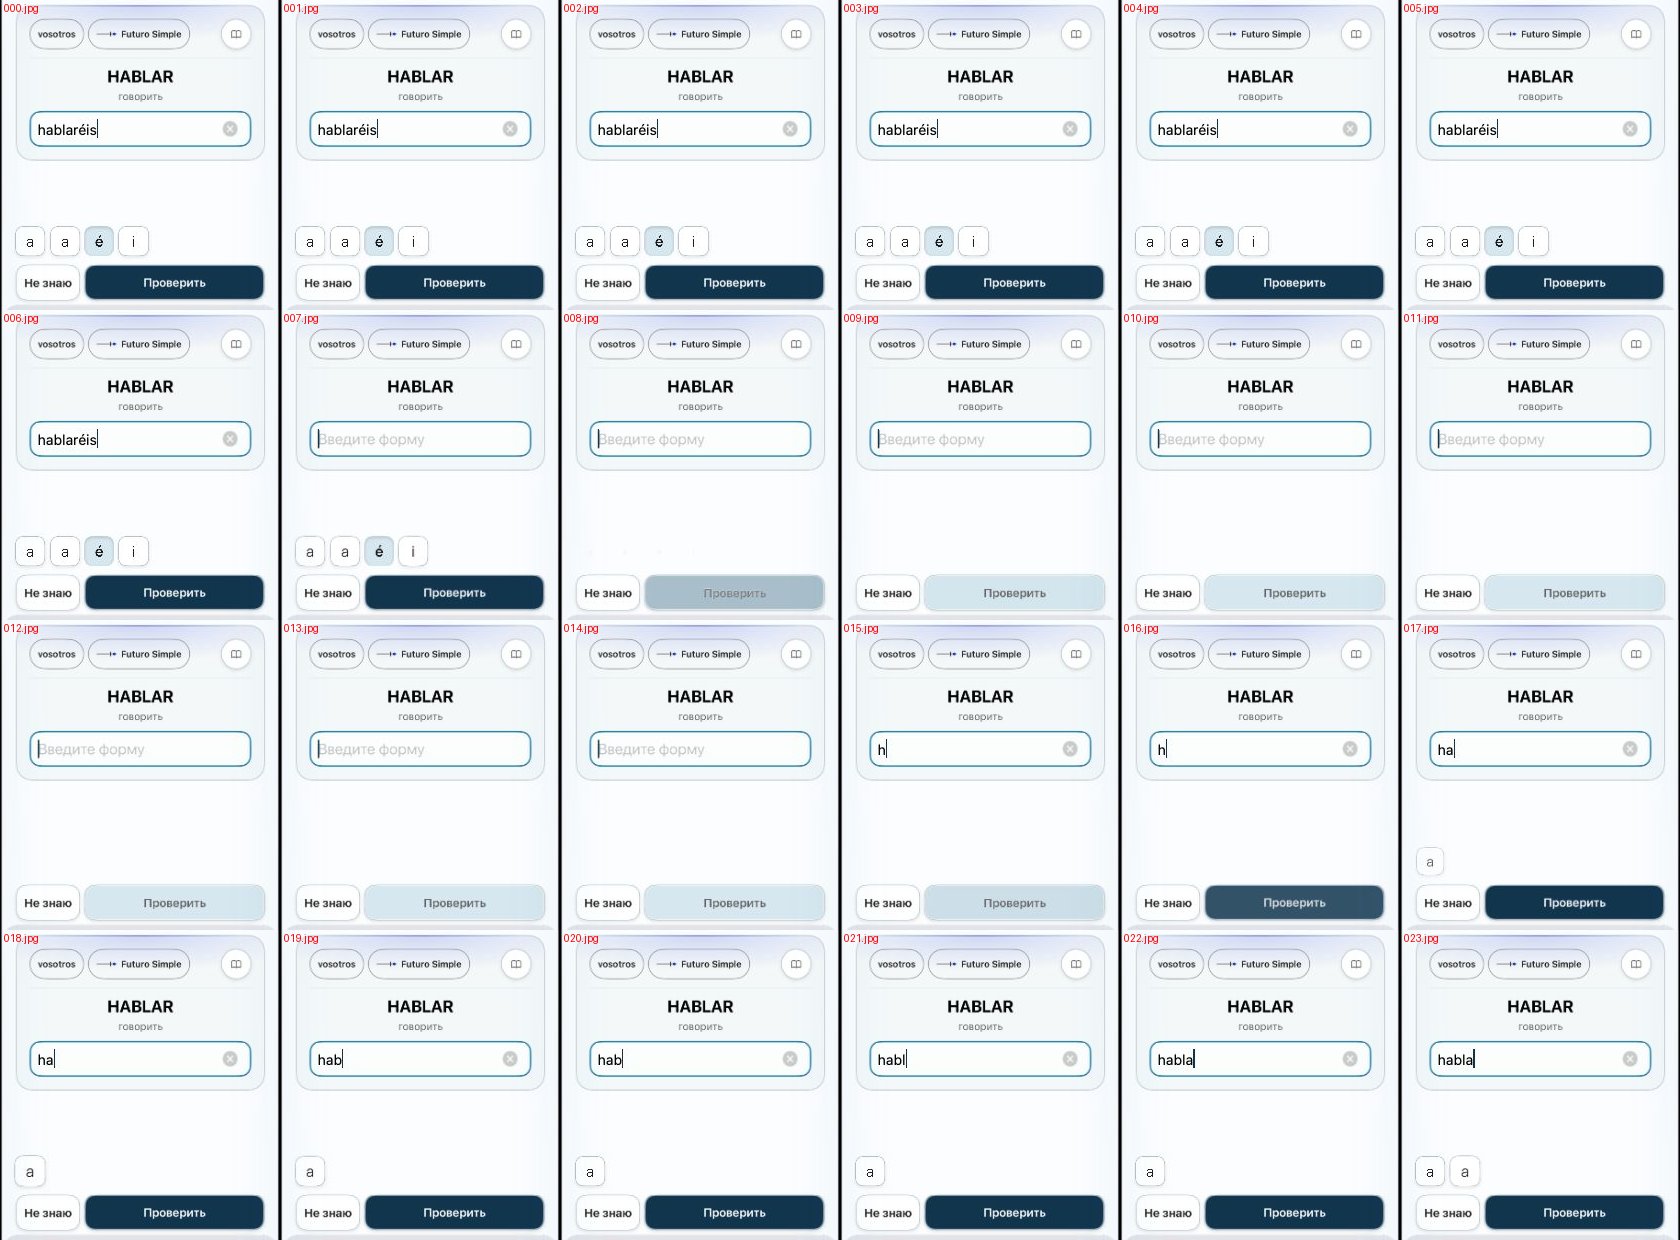 000.jpg 001.jpg 002.jpg 003.jpg 004.jpg 005.jpg
vosotros Futuro Simple vosotros Futuro Simple vosotros Futuro Simple vosotros Futuro Simple vosotros Futuro Simple vosotros Futuro Simple
HABLAR HABLAR HABLAR HABLAR HABLAR HABLAR
говорить говорить говорить говорить говорить говорить
hablaréis hablaréis hablaréis hablaréis hablaréis hablaréis
a a é i a a é i a a é i a a é i a a é i a a é i
Не знаю Проверить Не знаю Проверить Не знаю Проверить Не знаю Проверить Не знаю Проверить Не знаю Проверить
006.jpg 007.jpg 008.jpg 009.jpg 010.jpg 011.jpg
vosotros Futuro Simple vosotros Futuro Simple vosotros Futuro Simple vosotros Futuro Simple vosotros Futuro Simple vosotros Futuro Simple
HABLAR HABLAR HABLAR HABLAR HABLAR HABLAR
говорить говорить говорить говорить говорить говорить
hablaréis Введите форму Введите форму Введите форму Введите форму Введите форму
a a é i a a é i
Не знаю Проверить Не знаю Проверить Не знаю Проверить Не знаю Проверить Не знаю Проверить Не знаю Проверить
012.jpg 013.jpg 014.jpg 015.jpg 016.jpg 017.jpg
vosotros Futuro Simple vosotros Futuro Simple vosotros Futuro Simple vosotros Futuro Simple vosotros Futuro Simple vosotros Futuro Simple
HABLAR HABLAR HABLAR HABLAR HABLAR HABLAR
говорить говорить говорить говорить говорить говорить
Введите форму Введите форму Введите форму h h ha
a
Не знаю Проверить Не знаю Проверить Не знаю Проверить Не знаю Проверить Не знаю Проверить Не знаю Проверить
018.jpg 019.jpg 020.jpg 021.jpg 022.jpg 023.jpg
vosotros Futuro Simple vosotros Futuro Simple vosotros Futuro Simple vosotros Futuro Simple vosotros Futuro Simple vosotros Futuro Simple
HABLAR HABLAR HABLAR HABLAR HABLAR HABLAR
говорить говорить говорить говорить говорить говорить
ha hab hab habl habla habla
a a a a a a a
Не знаю Проверить Не знаю Проверить Не знаю Проверить Не знаю Проверить Не знаю Проверить Не знаю Проверить